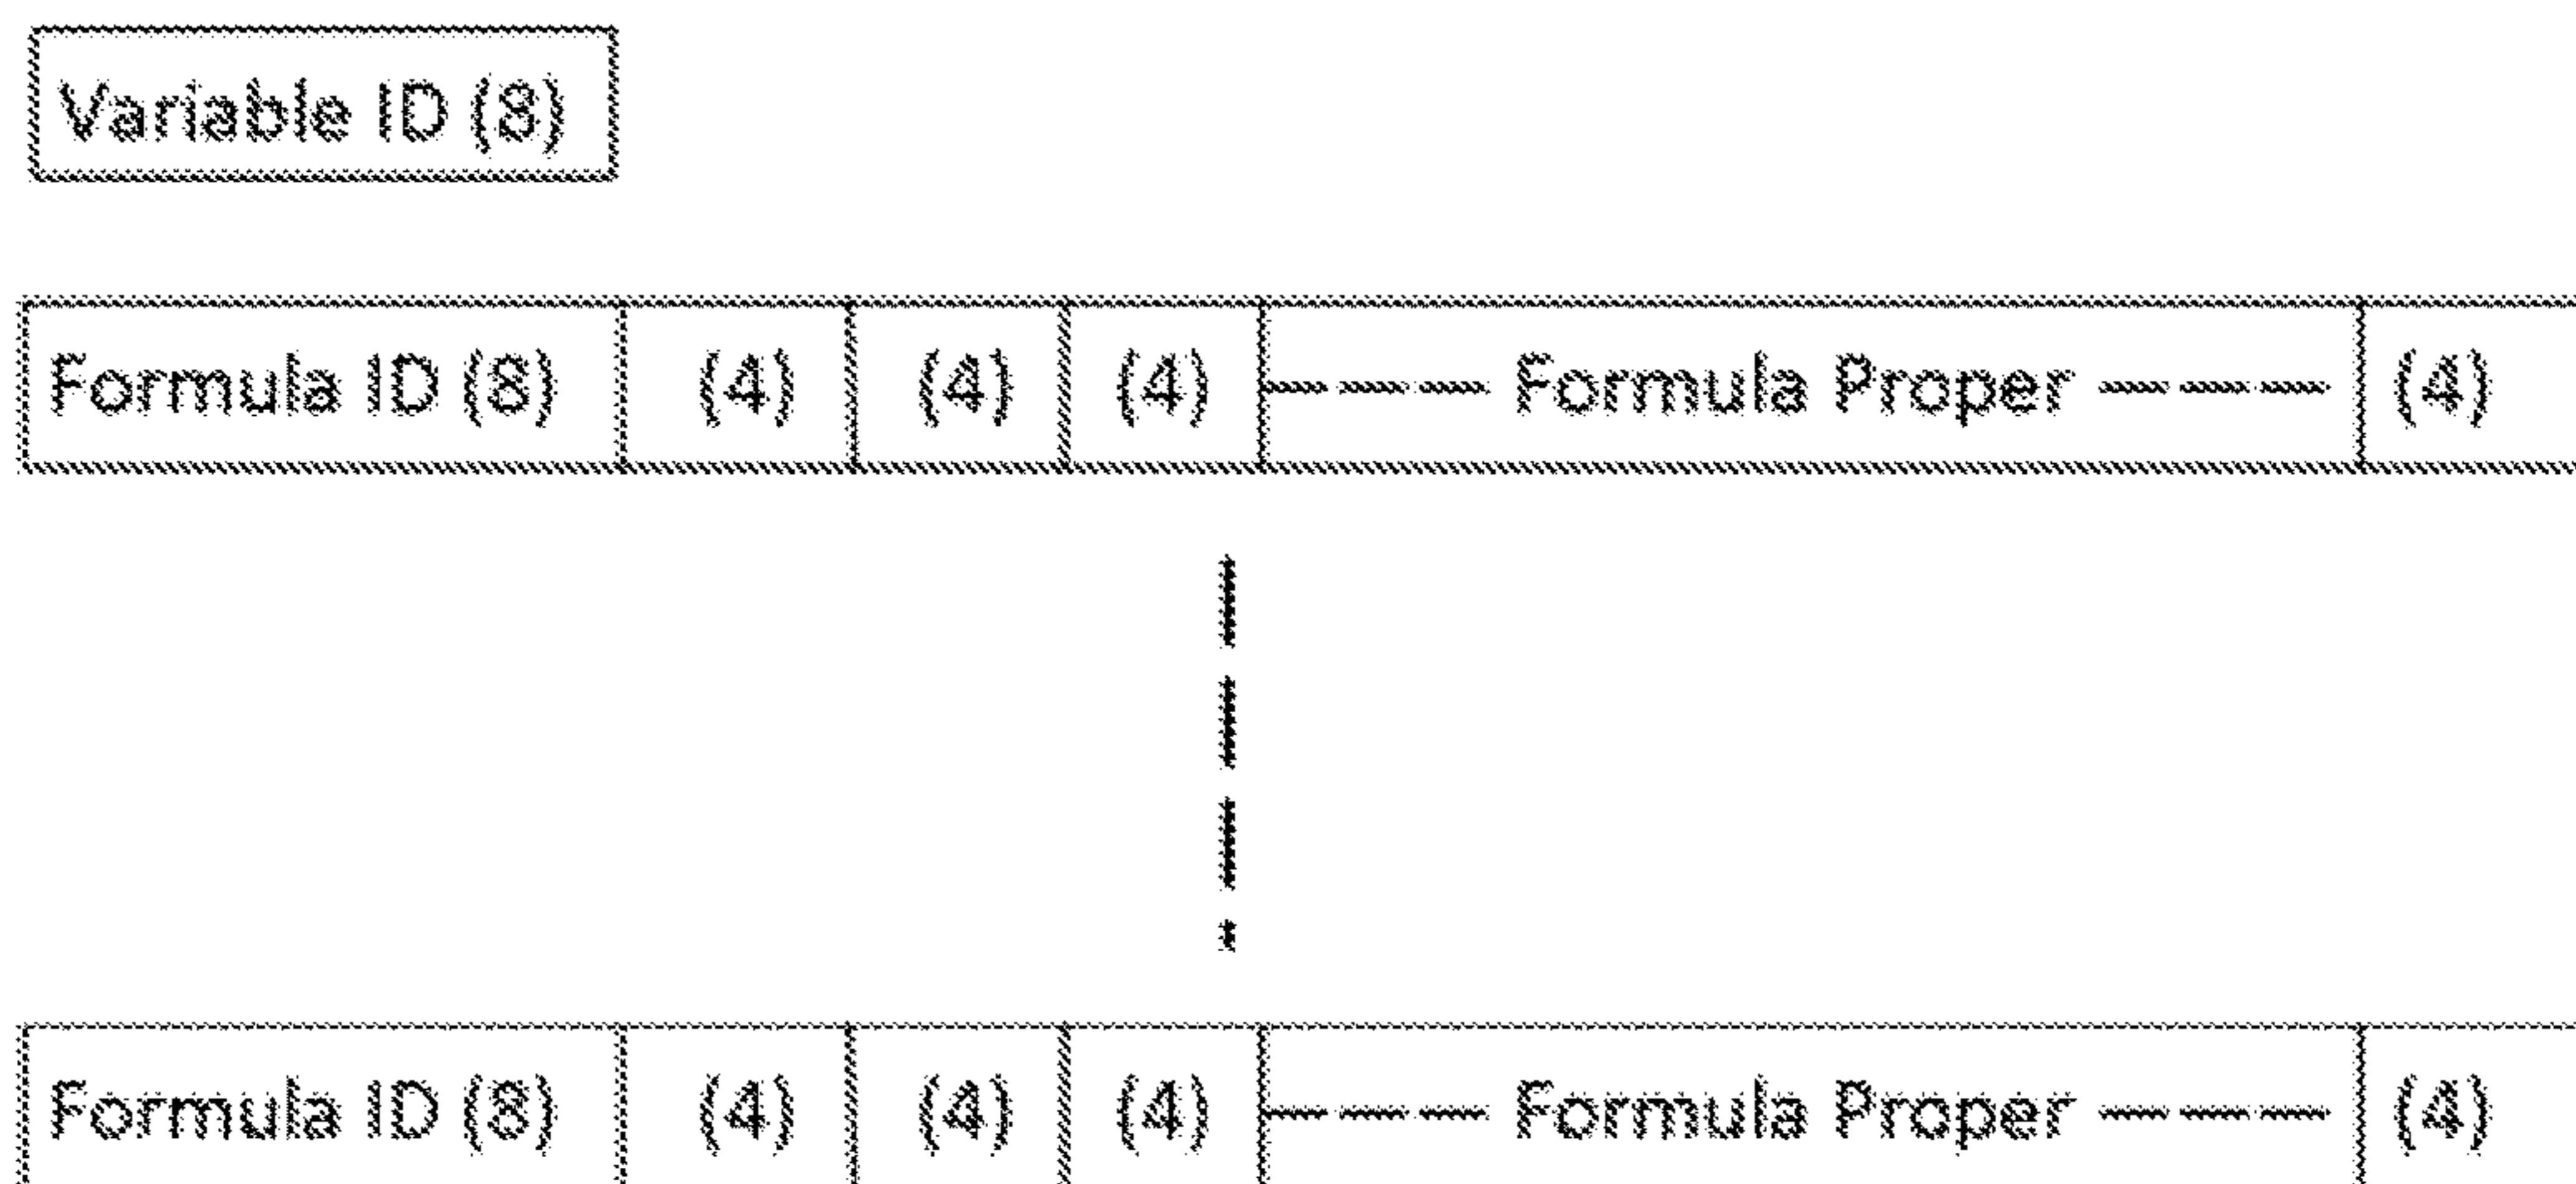 Variable ID (8)
Formula ID (8) (4) (4) (4) Formula Proper (4)
Formula ID (8) (4) (4) (4) Formula Proper (4)